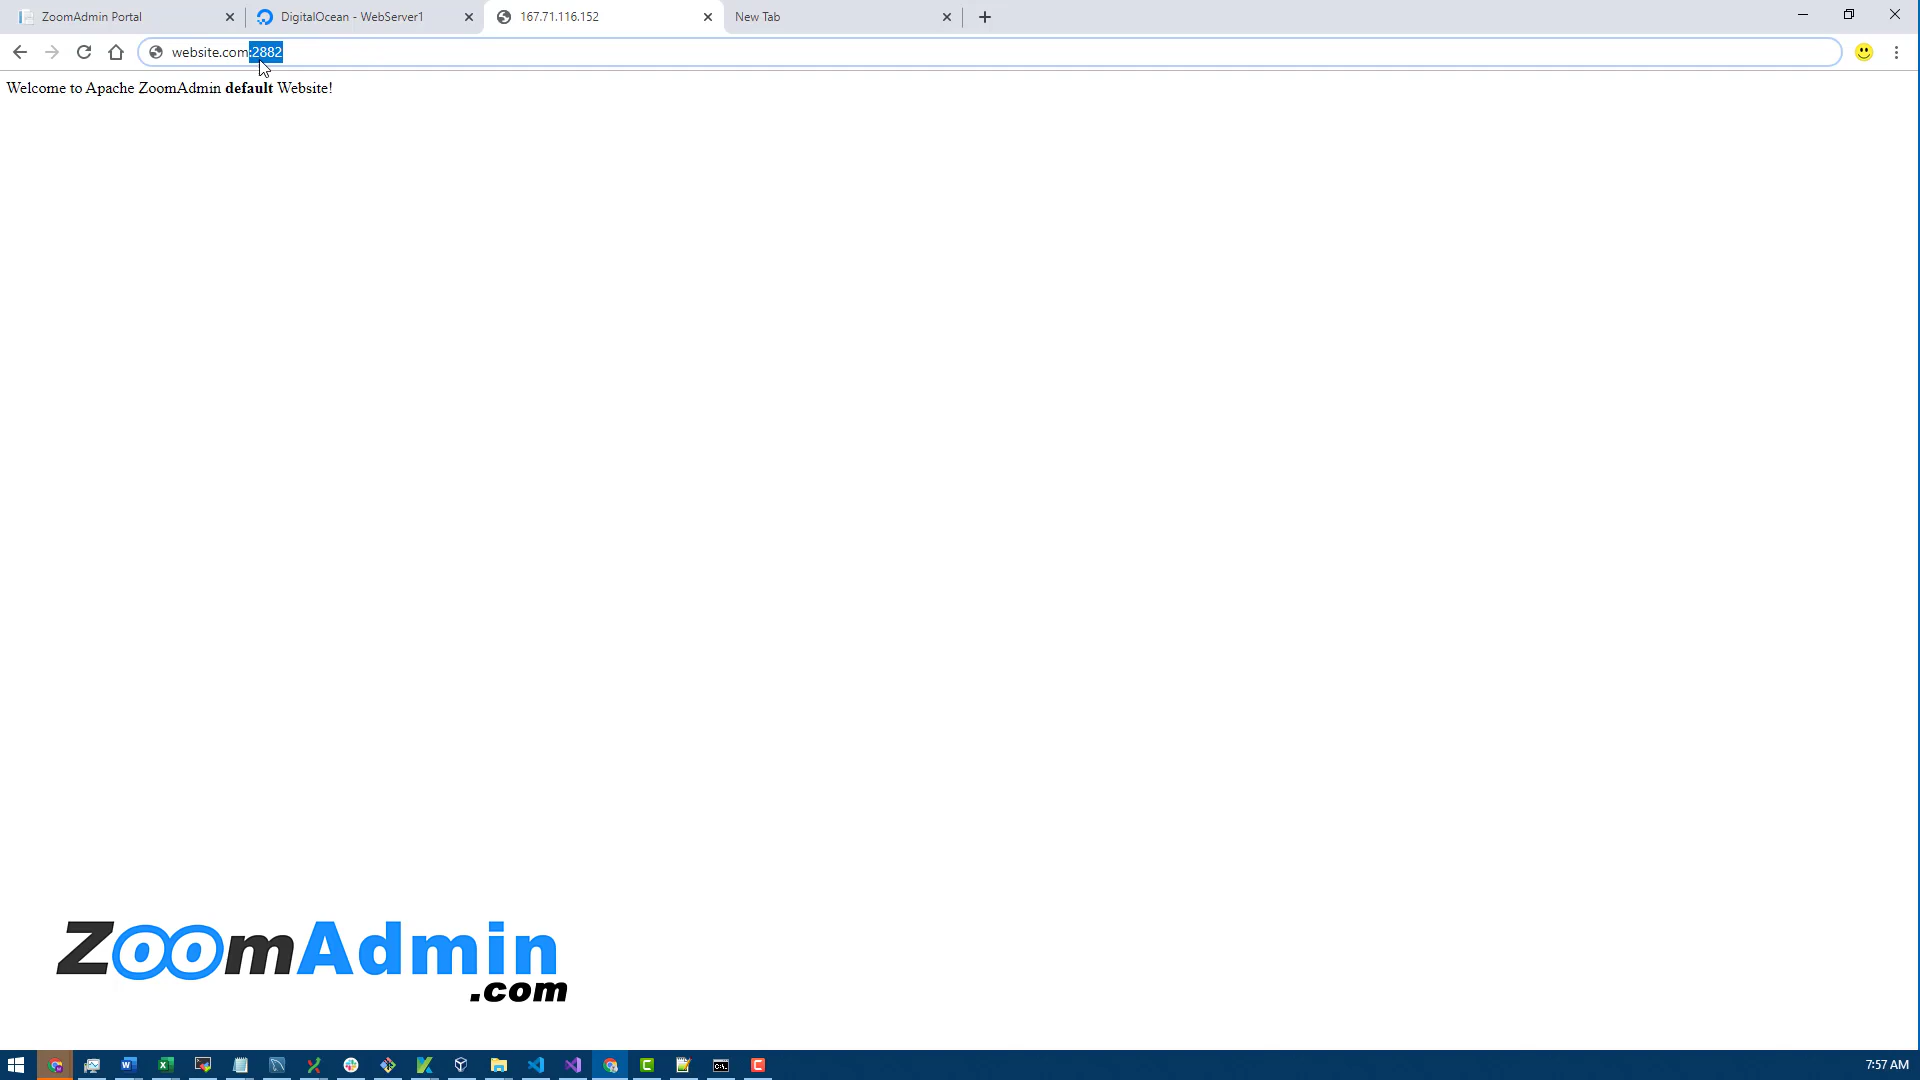 ZoomAdmin Portal
DigitalOcean - WebServer1
167.71.116.152
New Tab
website.com:2882
Welcome to Apache ZoomAdmin default Website!
ZoomAdmin
.com
7:57 AM